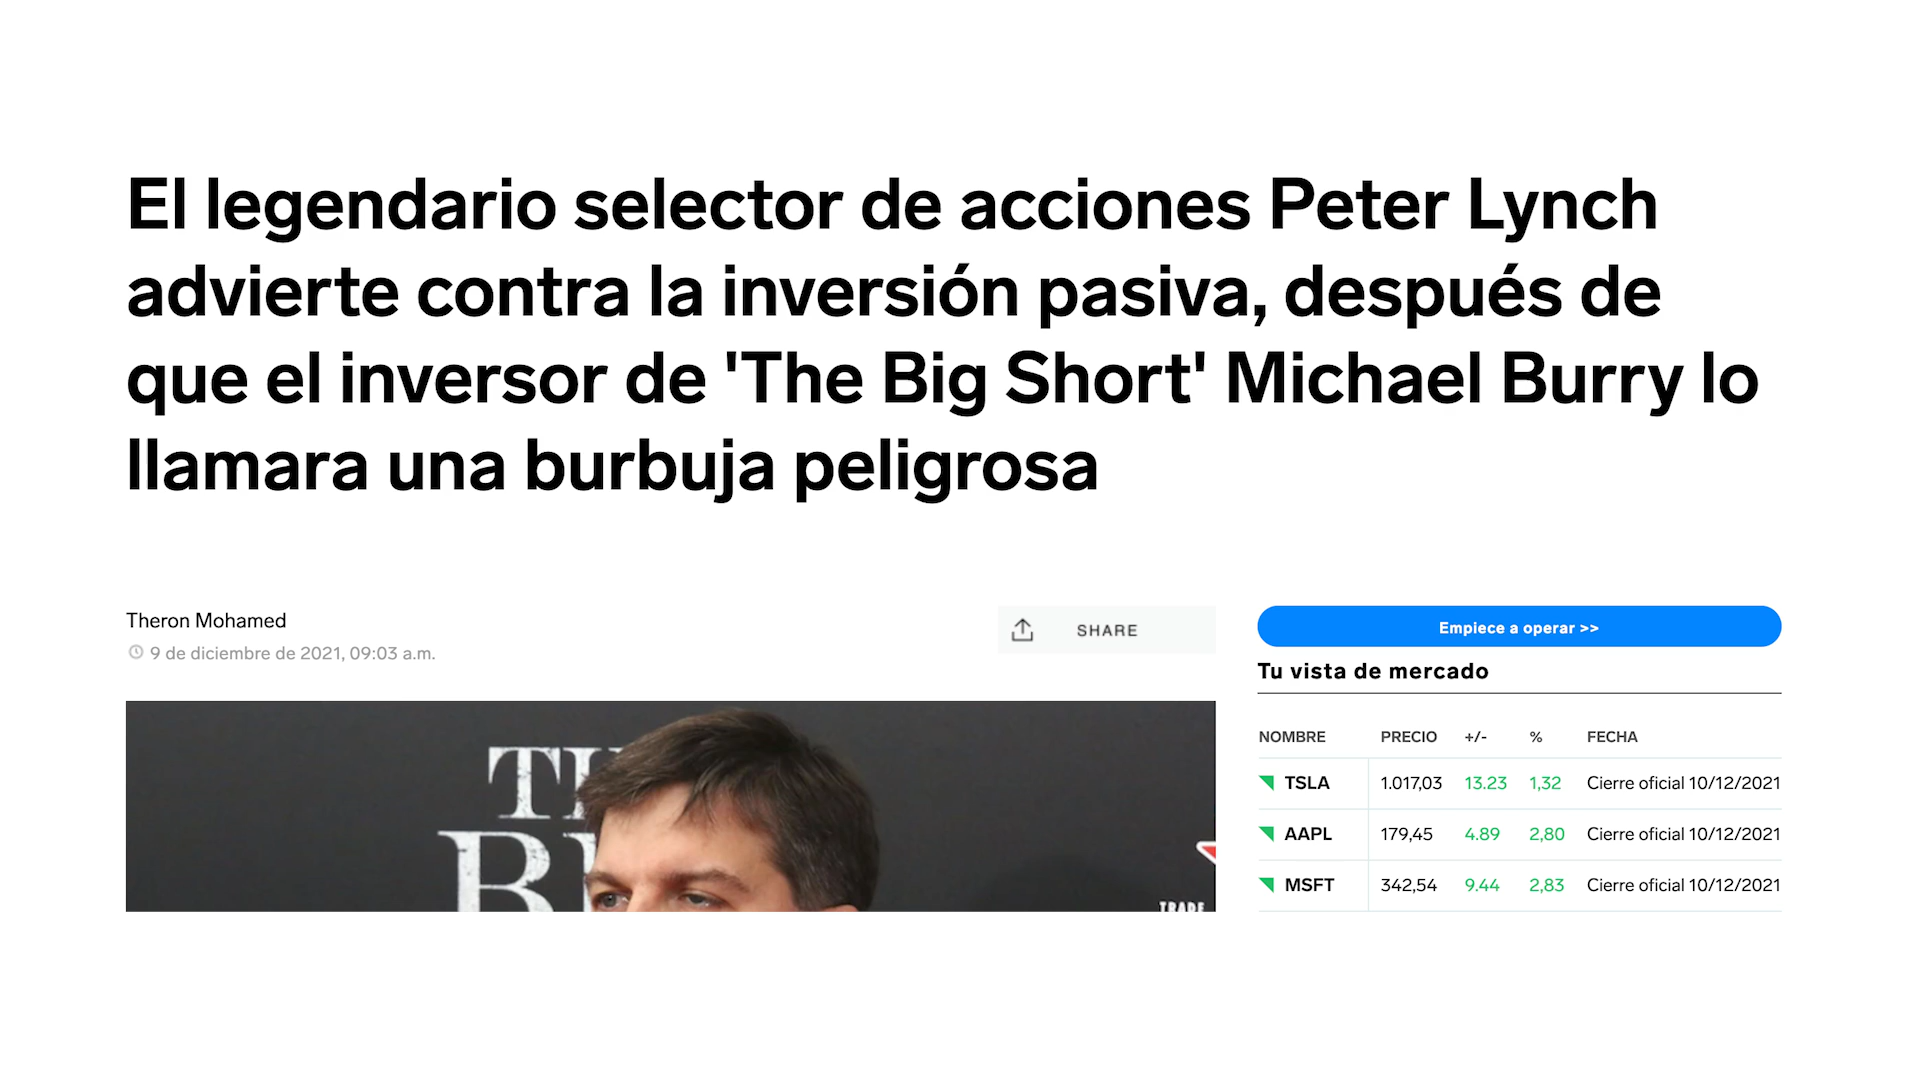 El legendario selector de acciones Peter Lynch
advierte contra la inversión pasiva, después de
que el inversor de 'The Big Short' Michael Burry lo
llamara una burbuja peligrosa
Theron Mohamed
9 de diciembre de 2021, 09:03 a.m.
SHARE
Empiece a operar >>
Tu vista de mercado
NOMBRE PRECIO +/- % FECHA
TSLA 1.017,03 13.23 1,32 Cierre oficial 10/12/2021
AAPL 179,45 4.89 2,80 Cierre oficial 10/12/2021
MSFT 342,54 9.44 2,83 Cierre oficial 10/12/2021
TRADE